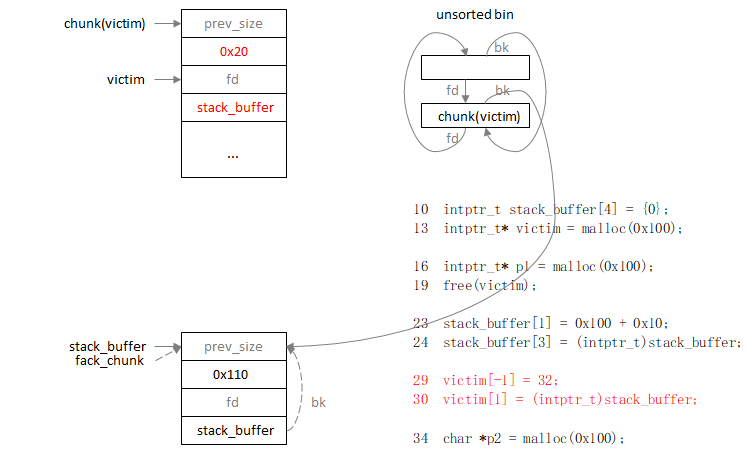 chunk(victim)
prev_size
0x20
victim
fd
stack_buffer
...
unsorted bin
bk
fd
bk
chunk(victim)
fd
10 intptr_t stack_buffer[4] = {0};
13 intptr_t* victim = malloc(0x100);
16 intptr_t* p1 = malloc(0x100);
19 free(victim);
23 stack_buffer[1] = 0x100 + 0x10;
24 stack_buffer[3] = (intptr_t)stack_buffer;
29 victim[-1] = 32;
30 victim[1] = (intptr_t)stack_buffer;
34 char *p2 = malloc(0x100);
stack_buffer
fack_chunk
prev_size
0x110
fd
bk
stack_buffer